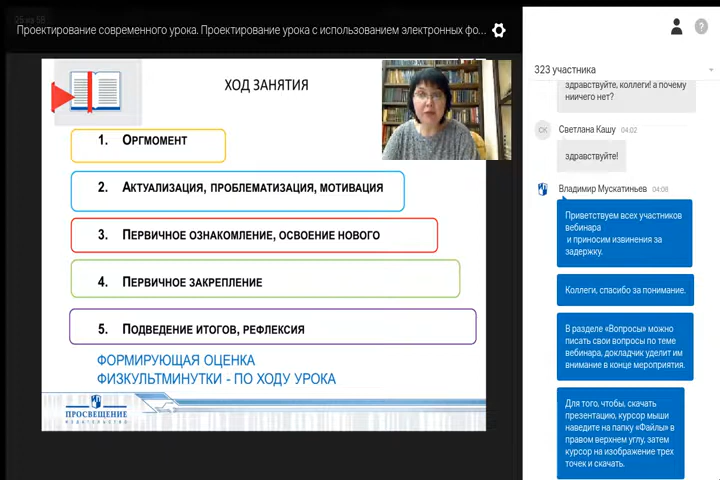 25 из 58
Проектирование современного урока. Проектирование урока с использованием электронных фо...
ХОД ЗАНЯТИЯ
1. ОРГМОМЕНТ
2. АКТУАЛИЗАЦИЯ, ПРОБЛЕМАТИЗАЦИЯ, МОТИВАЦИЯ
3. ПЕРВИЧНОЕ ОЗНАКОМЛЕНИЕ, ОСВОЕНИЕ НОВОГО
4. ПЕРВИЧНОЕ ЗАКРЕПЛЕНИЕ
5. ПОДВЕДЕНИЕ ИТОГОВ, РЕФЛЕКСИЯ
ФОРМИРУЮЩАЯ ОЦЕНКА
ФИЗКУЛЬТМИНУТКИ - ПО ХОДУ УРОКА
ПРОСВЕЩЕНИЕ
ИЗДАТЕЛЬСТВО
?
323 участника
здравствуйте, коллеги! а почему
ниичего нет?
СК
Светлана Кашу 04:02
здравствуйте!
Владимир Мускатиньев 04:06
Приветствуем всех участников
вебинара
и приносим извинения за
задержку.
Коллеги, спасибо за понимание.
В разделе «Вопросы» можно
писать свои вопросы по теме
вебинара, докладчик уделит им
внимание в конце мероприятия.
Для того, чтобы, скачать
презентацию, курсор мыши
наведите на папку «Файлы» в
правом верхнем углу, затем
курсор на изображение трех
точек и скачать.